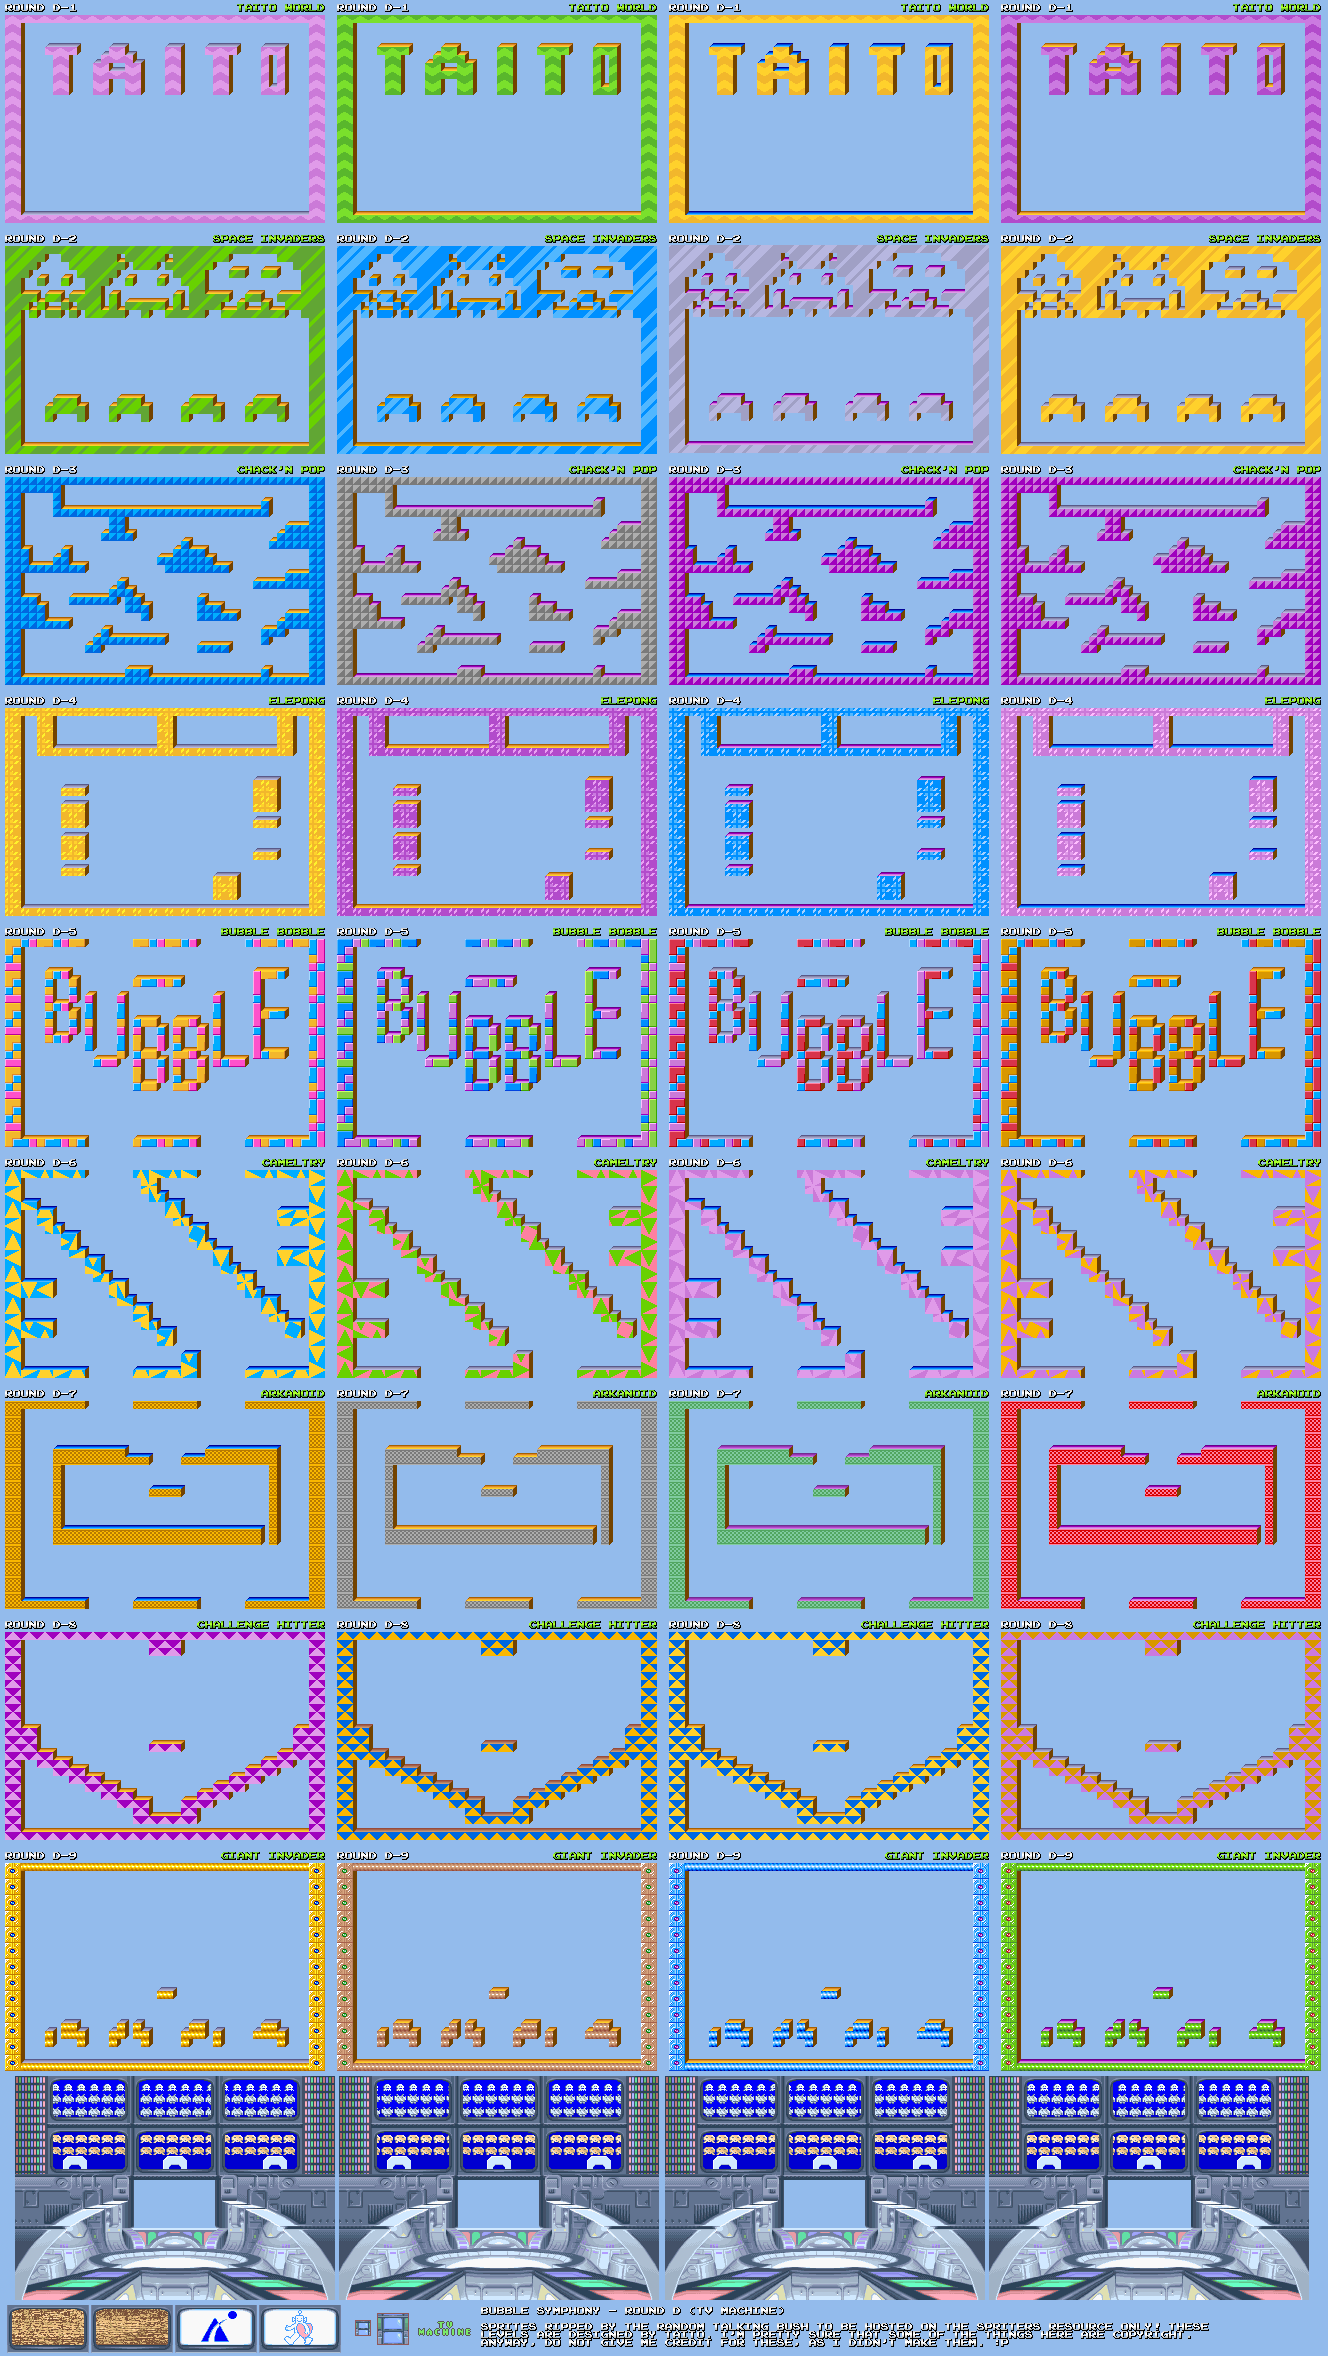 ROUND D-1 TAITO WORLD ROUND D-1 TAITO WORLD ROUND D-1 TAITO WORLD ROUND D-1 TAITO WORLD
TAITO TAITO TAITO TAITO
ROUND D-2 SPACE INVADERS ROUND D-2 SPACE INVADERS ROUND D-2 SPACE INVADERS ROUND D-2 SPACE INVADERS
ROUND D-3 CHACK'N POP ROUND D-3 CHACK'N POP ROUND D-3 CHACK'N POP ROUND D-3 CHACK'N POP
ROUND D-4 ELEPONG ROUND D-4 ELEPONG ROUND D-4 ELEPONG ROUND D-4 ELEPONG
ROUND D-5 BUBBLE BOBBLE ROUND D-5 BUBBLE BOBBLE ROUND D-5 BUBBLE BOBBLE ROUND D-5 BUBBLE BOBBLE
BUBBLE BUBBLE BUBBLE BUBBLE
ROUND D-6 CAMELTRY ROUND D-6 CAMELTRY ROUND D-6 CAMELTRY ROUND D-6 CAMELTRY
ROUND D-7 ARKANOID ROUND D-7 ARKANOID ROUND D-7 ARKANOID ROUND D-7 ARKANOID
ROUND D-8 CHALLENGE HITTER ROUND D-8 CHALLENGE HITTER ROUND D-8 CHALLENGE HITTER ROUND D-8 CHALLENGE HITTER
ROUND D-9 GIANT INVADER ROUND D-9 GIANT INVADER ROUND D-9 GIANT INVADER ROUND D-9 GIANT INVADER
TV
MACHINE
BUBBLE SYMPHONY - ROUND D (TV MACHINE)
SPRITES RIPPED BY THE RANDOM TALKING BUSH TO BE HOSTED ON THE SPRITERS RESOURCE ONLY! THESE
LEVELS ARE DESIGNED BY TAITO. I'M PRETTY SURE THAT SOME OF THE THINGS HERE ARE COPYRIGHT.
ANYWAY, DO NOT GIVE ME CREDIT FOR THESE, AS I DIDN'T MAKE THEM. :P